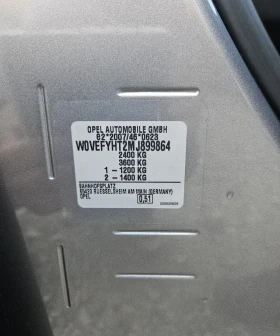 OPEL AUTOMOBILE GMBH
e2*2007/46*0623
W0VEFYHT2MJ899864
2400 KG
3600 KG
1 - 1200 KG
2 - 1400 KG
BAHNHOFSPLATZ
65423 RUESSELSHEIM AM MAIN (GERMANY)
OPEL 0,51